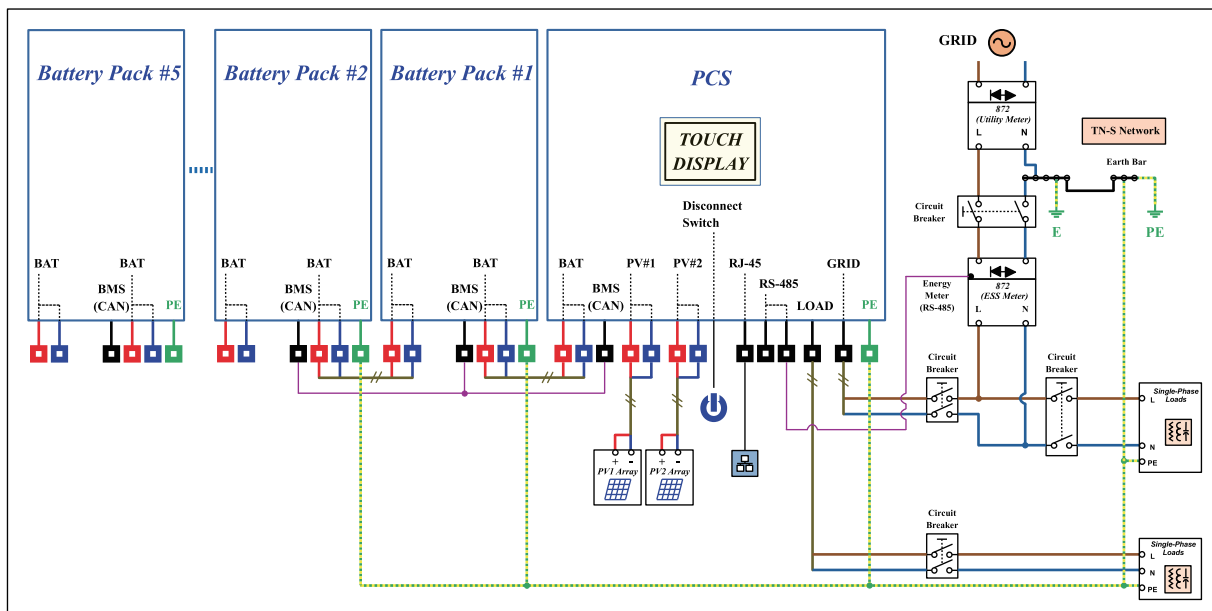 GRID
Battery Pack #5
Battery Pack #2
Battery Pack #1
PCS
872
(Utility Meter)
L
N
TN-S Network
TOUCH
DISPLAY
Earth Bar
Disconnect
Switch
Circuit
Breaker
E
PE
BAT
BAT
BMS
(CAN)
PE
BAT
BAT
BMS
(CAN)
PE
BAT
BAT
BMS
(CAN)
PE
BAT
BMS
(CAN)
PV#1
PV#2
RJ-45
RS-485
LOAD
GRID
PE
Energy
Meter
(RS-485)
872
(ESS Meter)
L
N
Circuit
Breaker
Circuit
Breaker
Single-Phase
Loads
L
N
PE
+ -
PV1 Array
+ -
PV2 Array
Circuit
Breaker
Single-Phase
Loads
L
N
PE